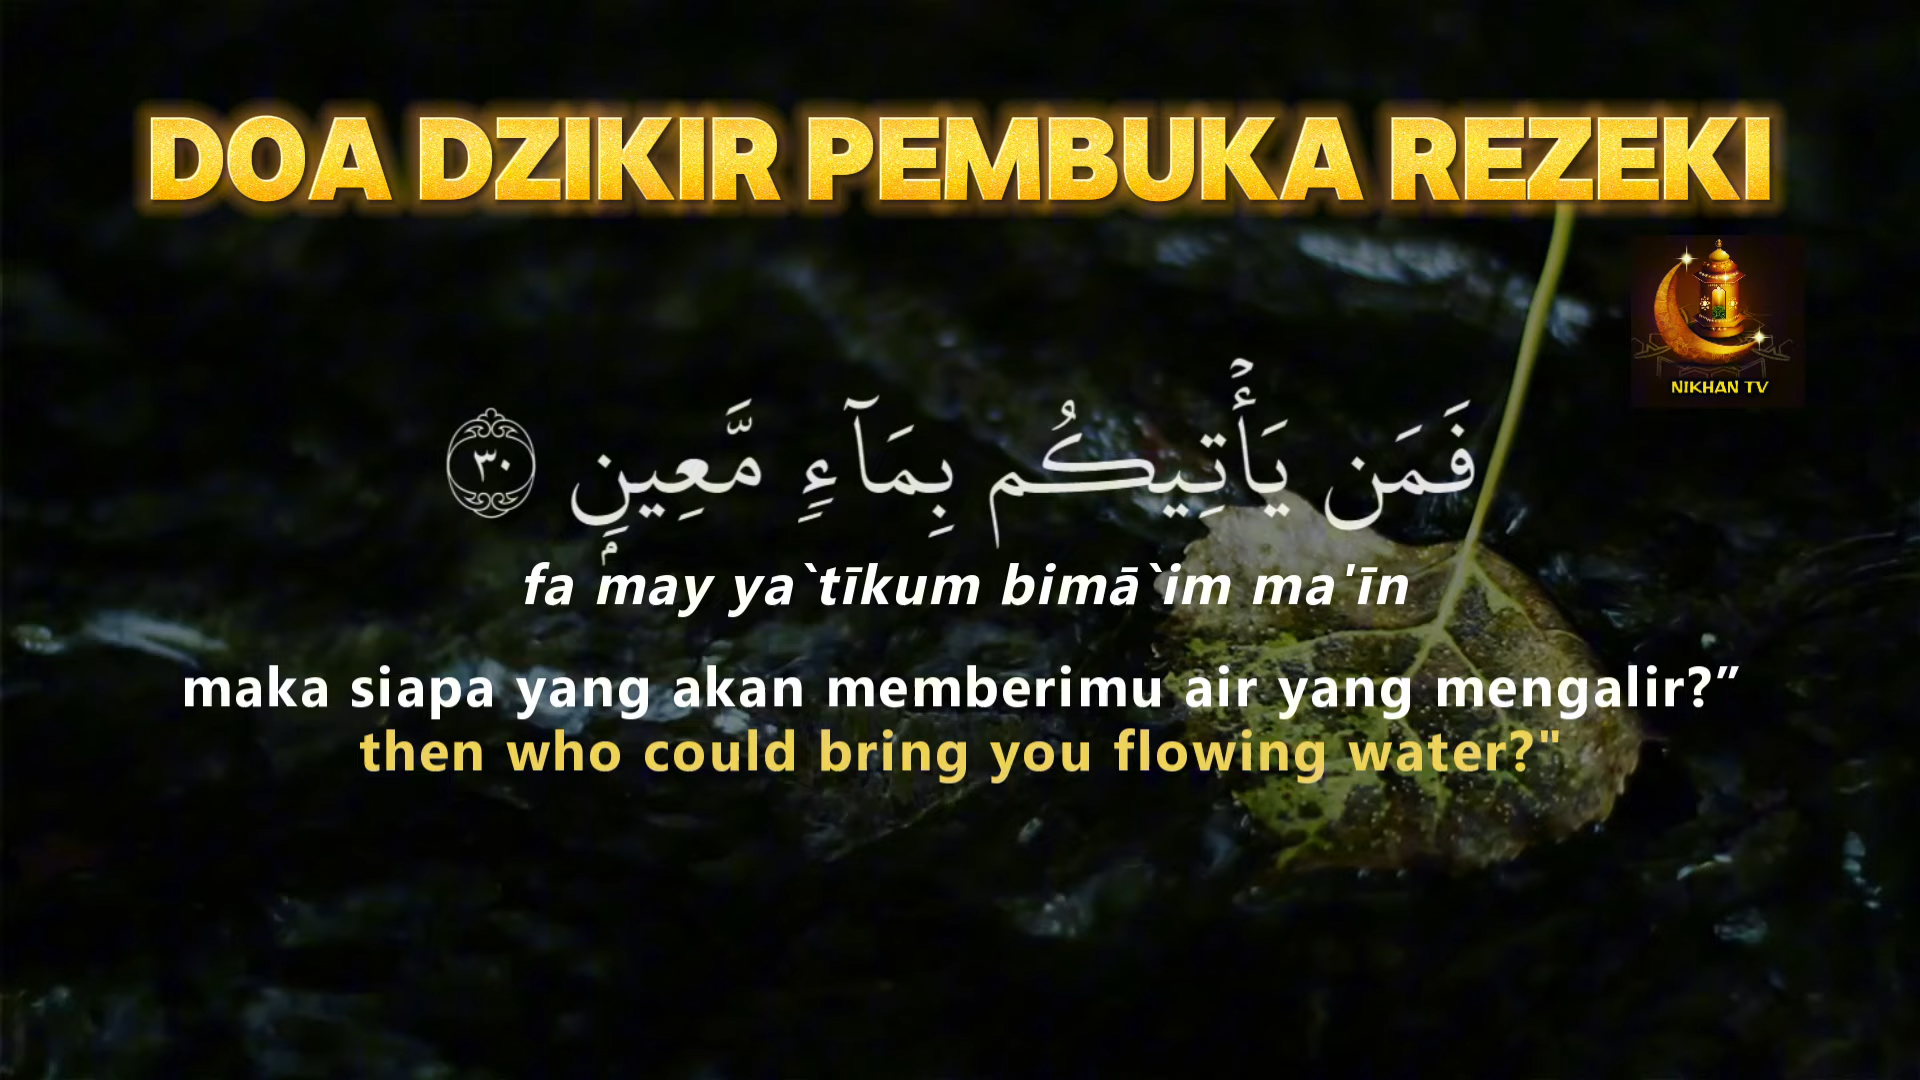 DOA DZIKIR PEMBUKA REZEKI
NIKHAN TV
فَمَن يَأْتِيكُم بِمَآءٍ مَّعِينٍۭ ٣٠
fa may ya`tīkum bimā`im ma'īn
maka siapa yang akan memberimu air yang mengalir?”
then who could bring you flowing water?"